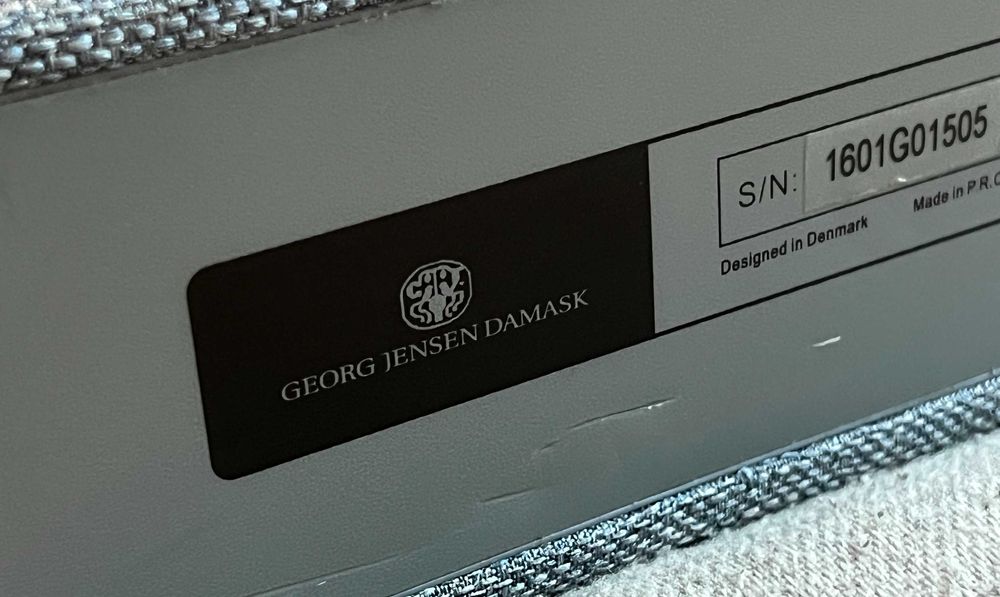 GEORG JENSEN DAMASK
S/N: 1601G01505
Designed in Denmark
Made in P.R.C